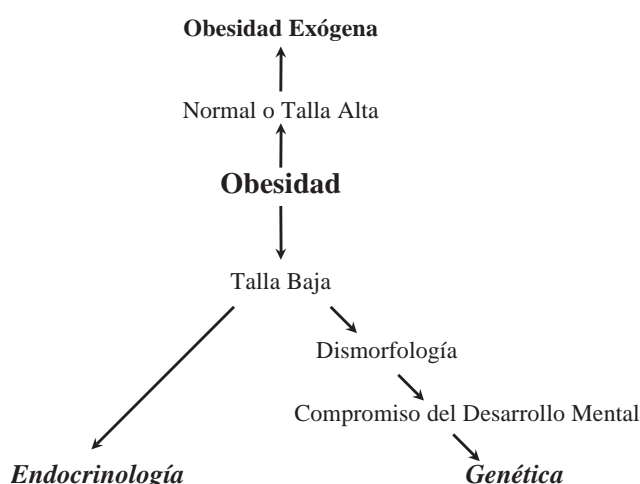 Obesidad Exógena
Normal o Talla Alta
Obesidad
Talla Baja
Dismorfología
Compromiso del Desarrollo Mental
Endocrinología
Genética